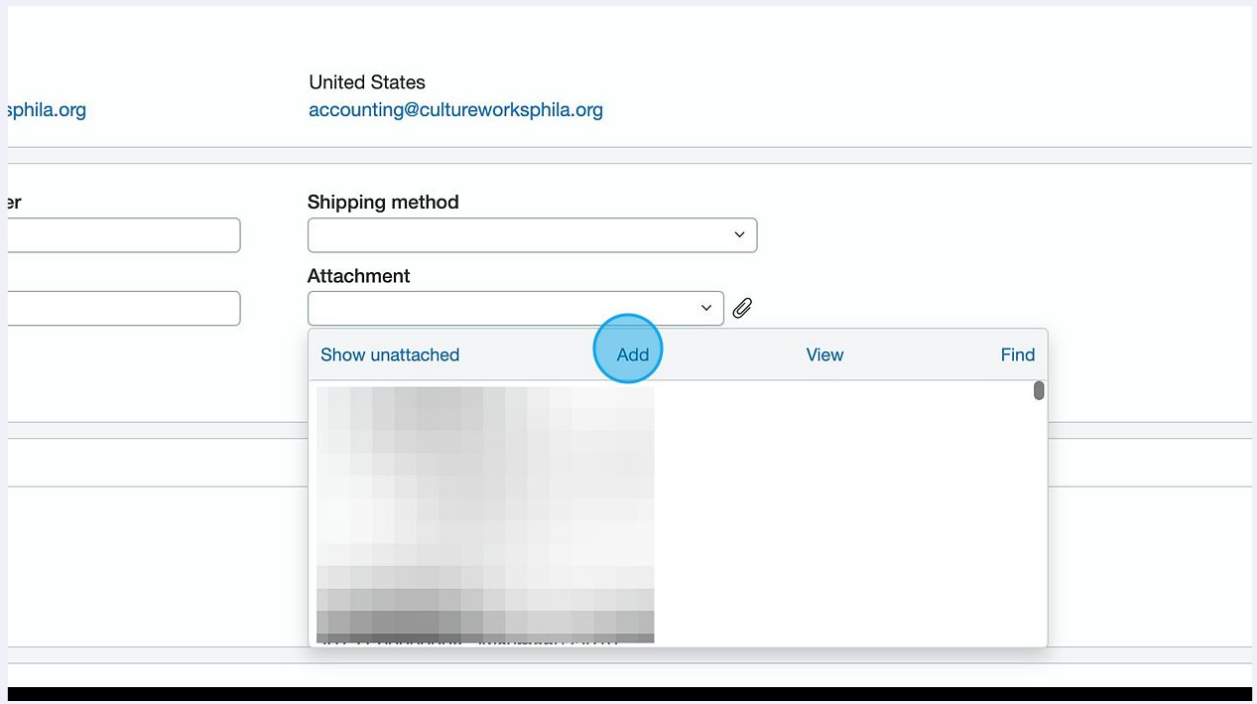 United States
sphila.org
accounting@cultureworksphila.org
er
Shipping method
Attachment
Show unattached
Add
View
Find